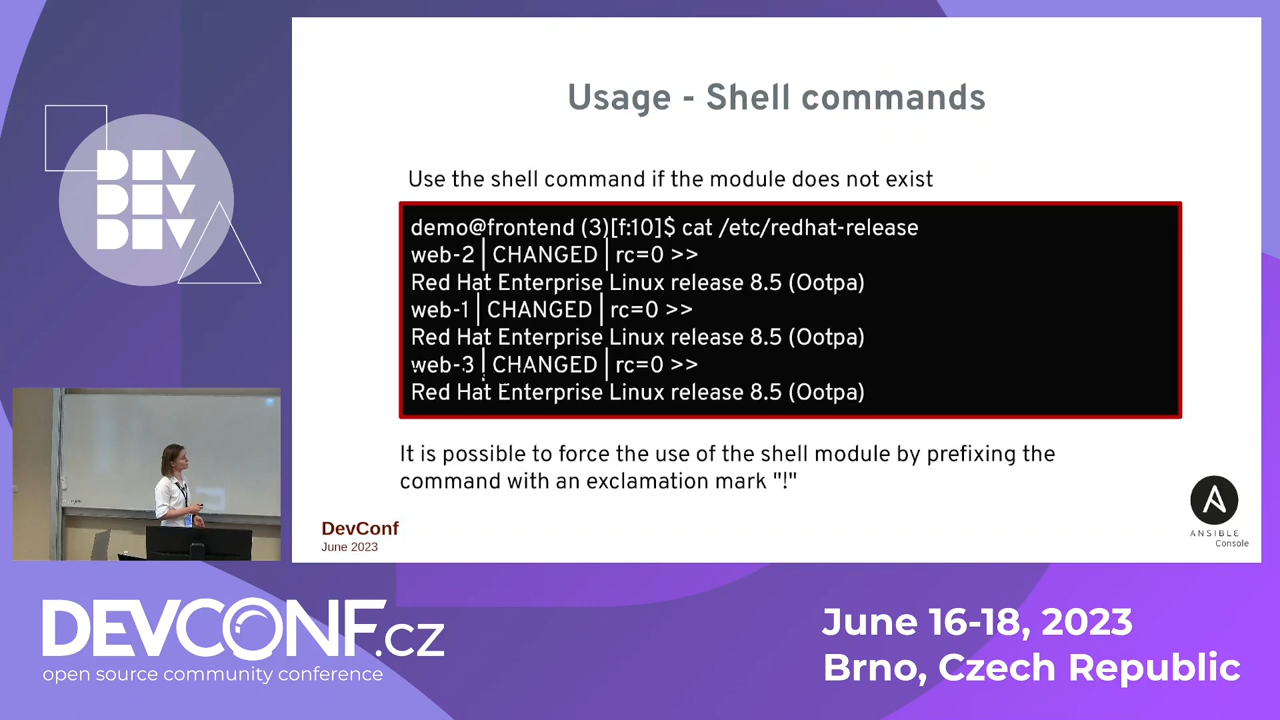 Usage - Shell commands
Use the shell command if the module does not exist
demo@frontend (3)[f:10]$ cat /etc/redhat-release
web-2 | CHANGED | rc=0 >>
Red Hat Enterprise Linux release 8.5 (Ootpa)
web-1 | CHANGED | rc=0 >>
Red Hat Enterprise Linux release 8.5 (Ootpa)
web-3 | CHANGED | rc=0 >>
Red Hat Enterprise Linux release 8.5 (Ootpa)
It is possible to force the use of the shell module by prefixing the
command with an exclamation mark "!"
DevConf
June 2023
ANSIBLE
Console
DEV
DEV
DEV
DEVCONF.cz
open source community conference
June 16-18, 2023
Brno, Czech Republic